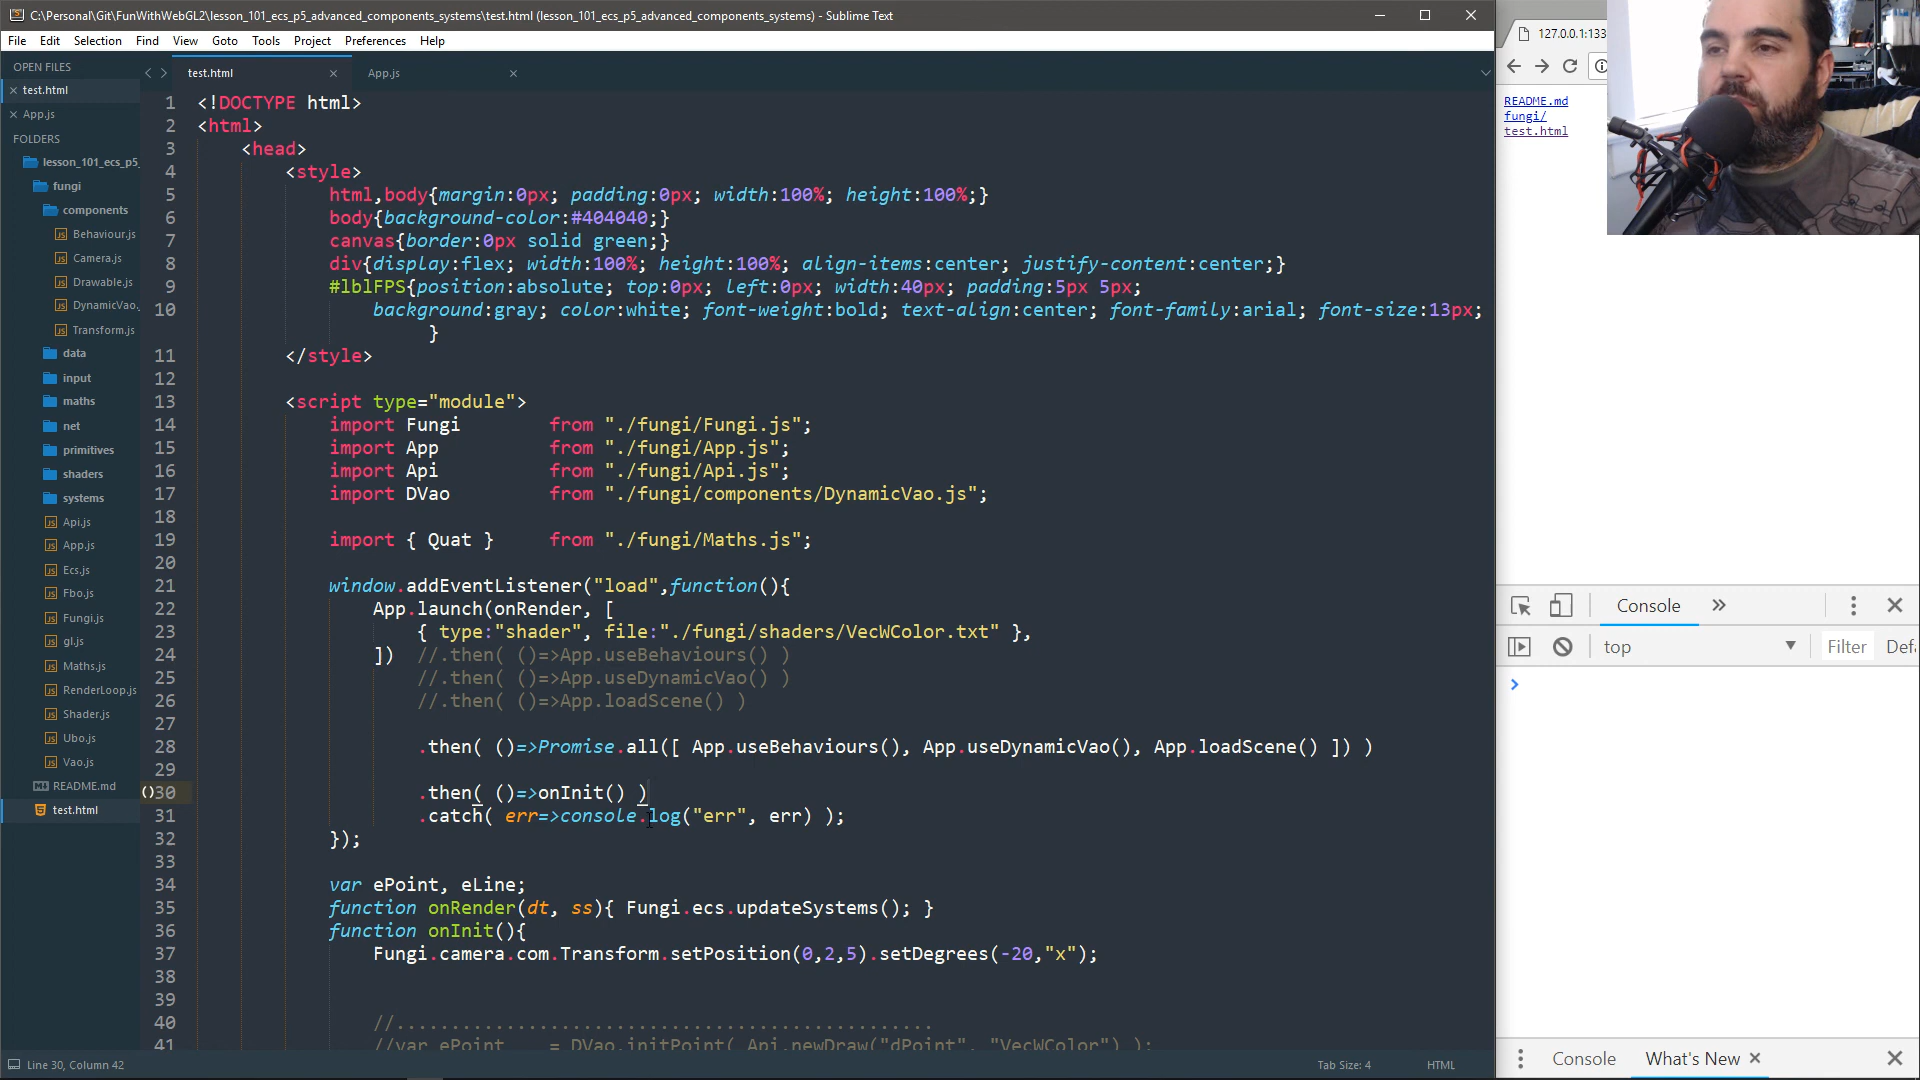 C:\Personal\Git\FunWithWebGL2\lesson_101_ecs_p5_advanced_components_systems\test.html (lesson_101_ecs_p5_advanced_components_systems) - Sublime Text
File Edit Selection Find View Goto Tools Project Preferences Help
OPEN FILES
test.html
App.js
FOLDERS
lesson_101_ecs_p5_
fungi
components
Behaviour.js
Camera.js
Drawable.js
DynamicVao.
Transform.js
data
input
maths
net
primitives
shaders
systems
Api.js
App.js
Ecs.js
Fbo.js
Fungi.js
gl.js
Maths.js
RenderLoop.js
Shader.js
Ubo.js
Vao.js
README.md
test.html
test.html App.js
1 <!DOCTYPE html>
2 <html>
3 <head>
4 <style>
5 html,body{margin:0px; padding:0px; width:100%; height:100%;}
6 body{background-color:#404040;}
7 canvas{border:0px solid green;}
8 div{display:flex; width:100%; height:100%; align-items:center; justify-content:center;}
9 #lblFPS{position:absolute; top:0px; left:0px; width:40px; padding:5px 5px;
10 background:gray; color:white; font-weight:bold; text-align:center; font-family:arial; font-size:13px;
}
11 </style>
12
13 <script type="module">
14 import Fungi from "./fungi/Fungi.js";
15 import App from "./fungi/App.js";
16 import Api from "./fungi/Api.js";
17 import DVao from "./fungi/components/DynamicVao.js";
18
19 import { Quat } from "./fungi/Maths.js";
20
21 window.addEventListener("load",function(){
22 App.launch(onRender, [
23 { type:"shader", file:"./fungi/shaders/VecWColor.txt" },
24 ]) //.then( ()=>App.useBehaviours() )
25 //.then( ()=>App.useDynamicVao() )
26 //.then( ()=>App.loadScene() )
27
28 .then( ()=>Promise.all([ App.useBehaviours(), App.useDynamicVao(), App.loadScene() ]) )
29
30 .then( ()=>onInit() )
31 .catch( err=>console.log("err", err) );
32 });
33
34 var ePoint, eLine;
35 function onRender(dt, ss){ Fungi.ecs.updateSystems(); }
36 function onInit(){
37 Fungi.camera.com.Transform.setPosition(0,2,5).setDegrees(-20,"x");
38
39
40 //.................................................
41 //var ePoint = DVao.initPoint( Api.newDraw("dPoint", "VecWColor") );
Line 30, Column 42 Tab Size: 4 HTML
127.0.0.1:133
README.md
fungi/
test.html
Console
top Filter Defa
Console What's New